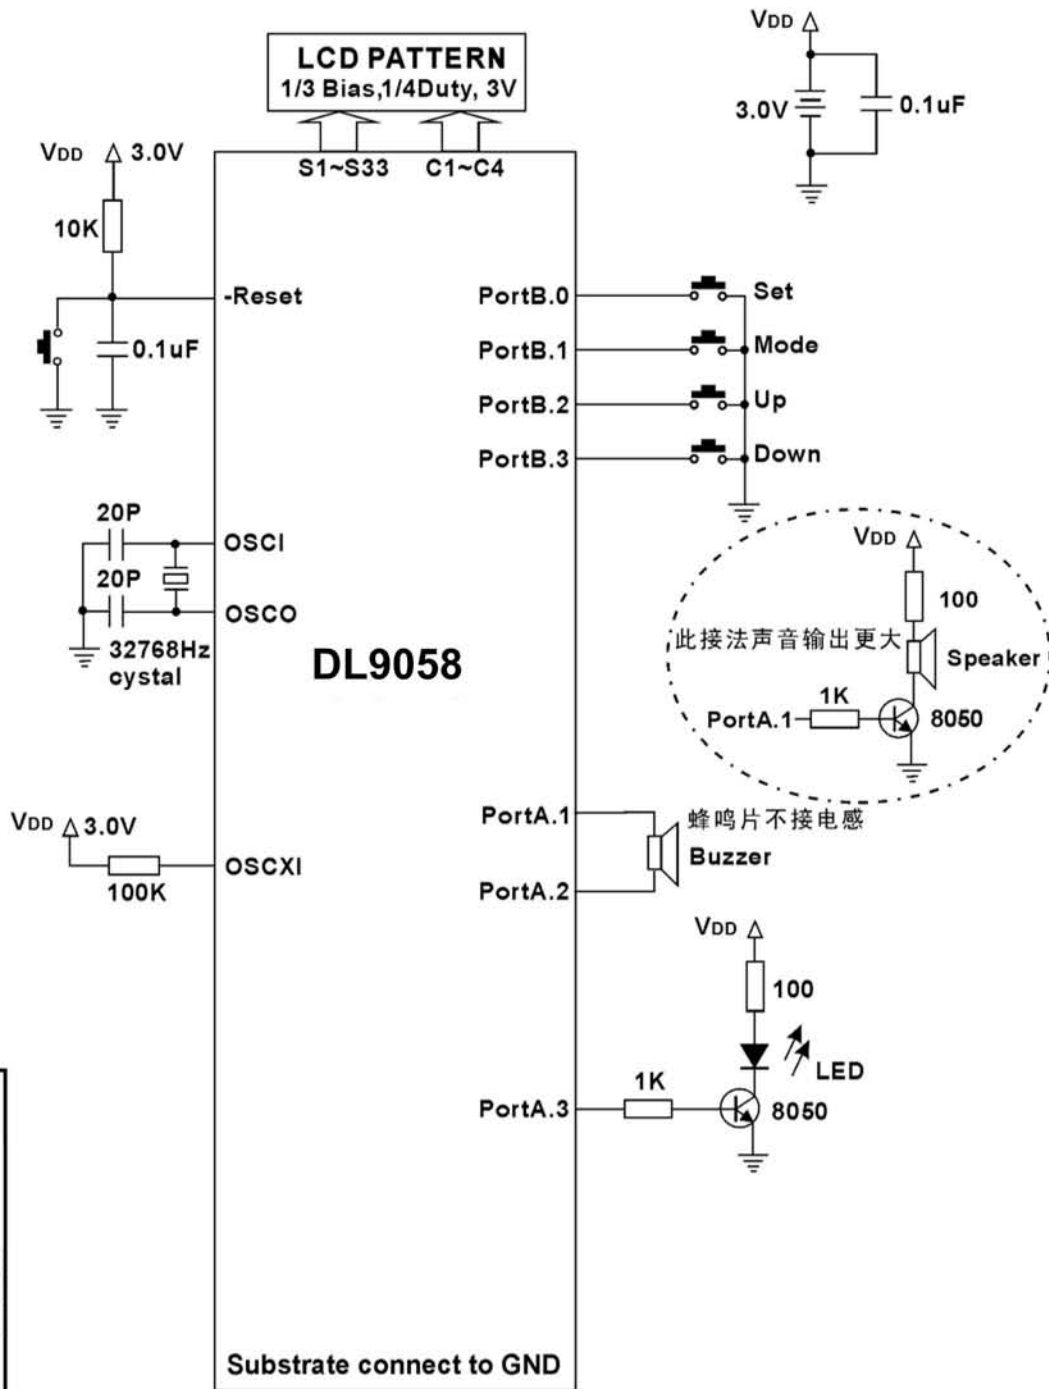 LCD PATTERN
1/3 Bias,1/4Duty, 3V
S1~S33 C1~C4
VDD
3.0V 0.1uF
VDD 3.0V
10K
-Reset
0.1uF
PortB.0 Set
PortB.1 Mode
PortB.2 Up
PortB.3 Down
20P
OSCI
20P
OSCO
32768Hz
cystal
DL9058
VDD
100
此接法声音输出更大
Speaker
1K
PortA.1
8050
VDD 3.0V
OSCXI
100K
PortA.1
蜂鸣片不接电感
Buzzer
PortA.2
VDD
100
LED
1K
PortA.3
8050
Substrate connect to GND